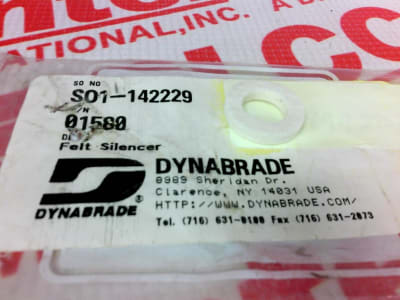 ATIONAL, INC.
SO NO
SO1-142229
01580
Felt Silencer
DYNABRADE
8989 Sheridan Dr.
Clarence, NY 14031 USA
HTTP://WWW.DYNABRADE.COM/
Tel. (716) 631-0100 Fax (716) 631-2073
DYNABRADE
®